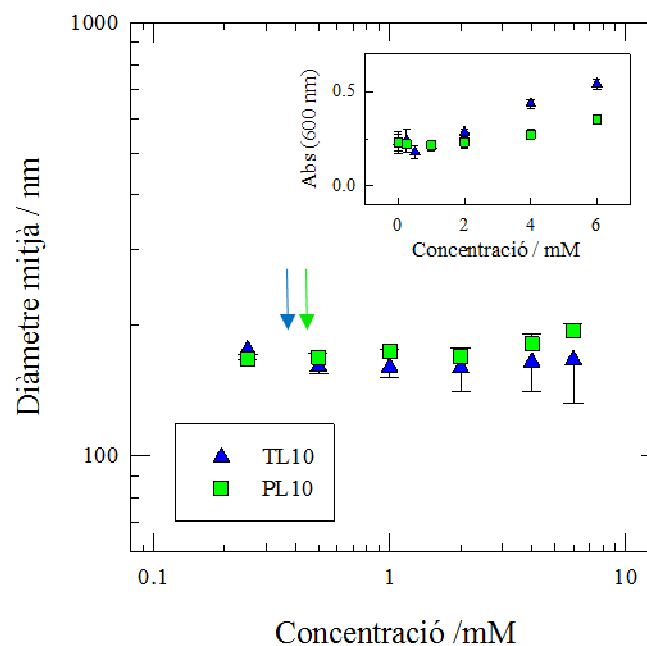 1000
0.5
Abs (600 nm)
0.0
0
2
4
6
Concentració / mM
Diàmetre mitjà / nm
100
TL10
PL10
0.1
1
10
Concentració /mM